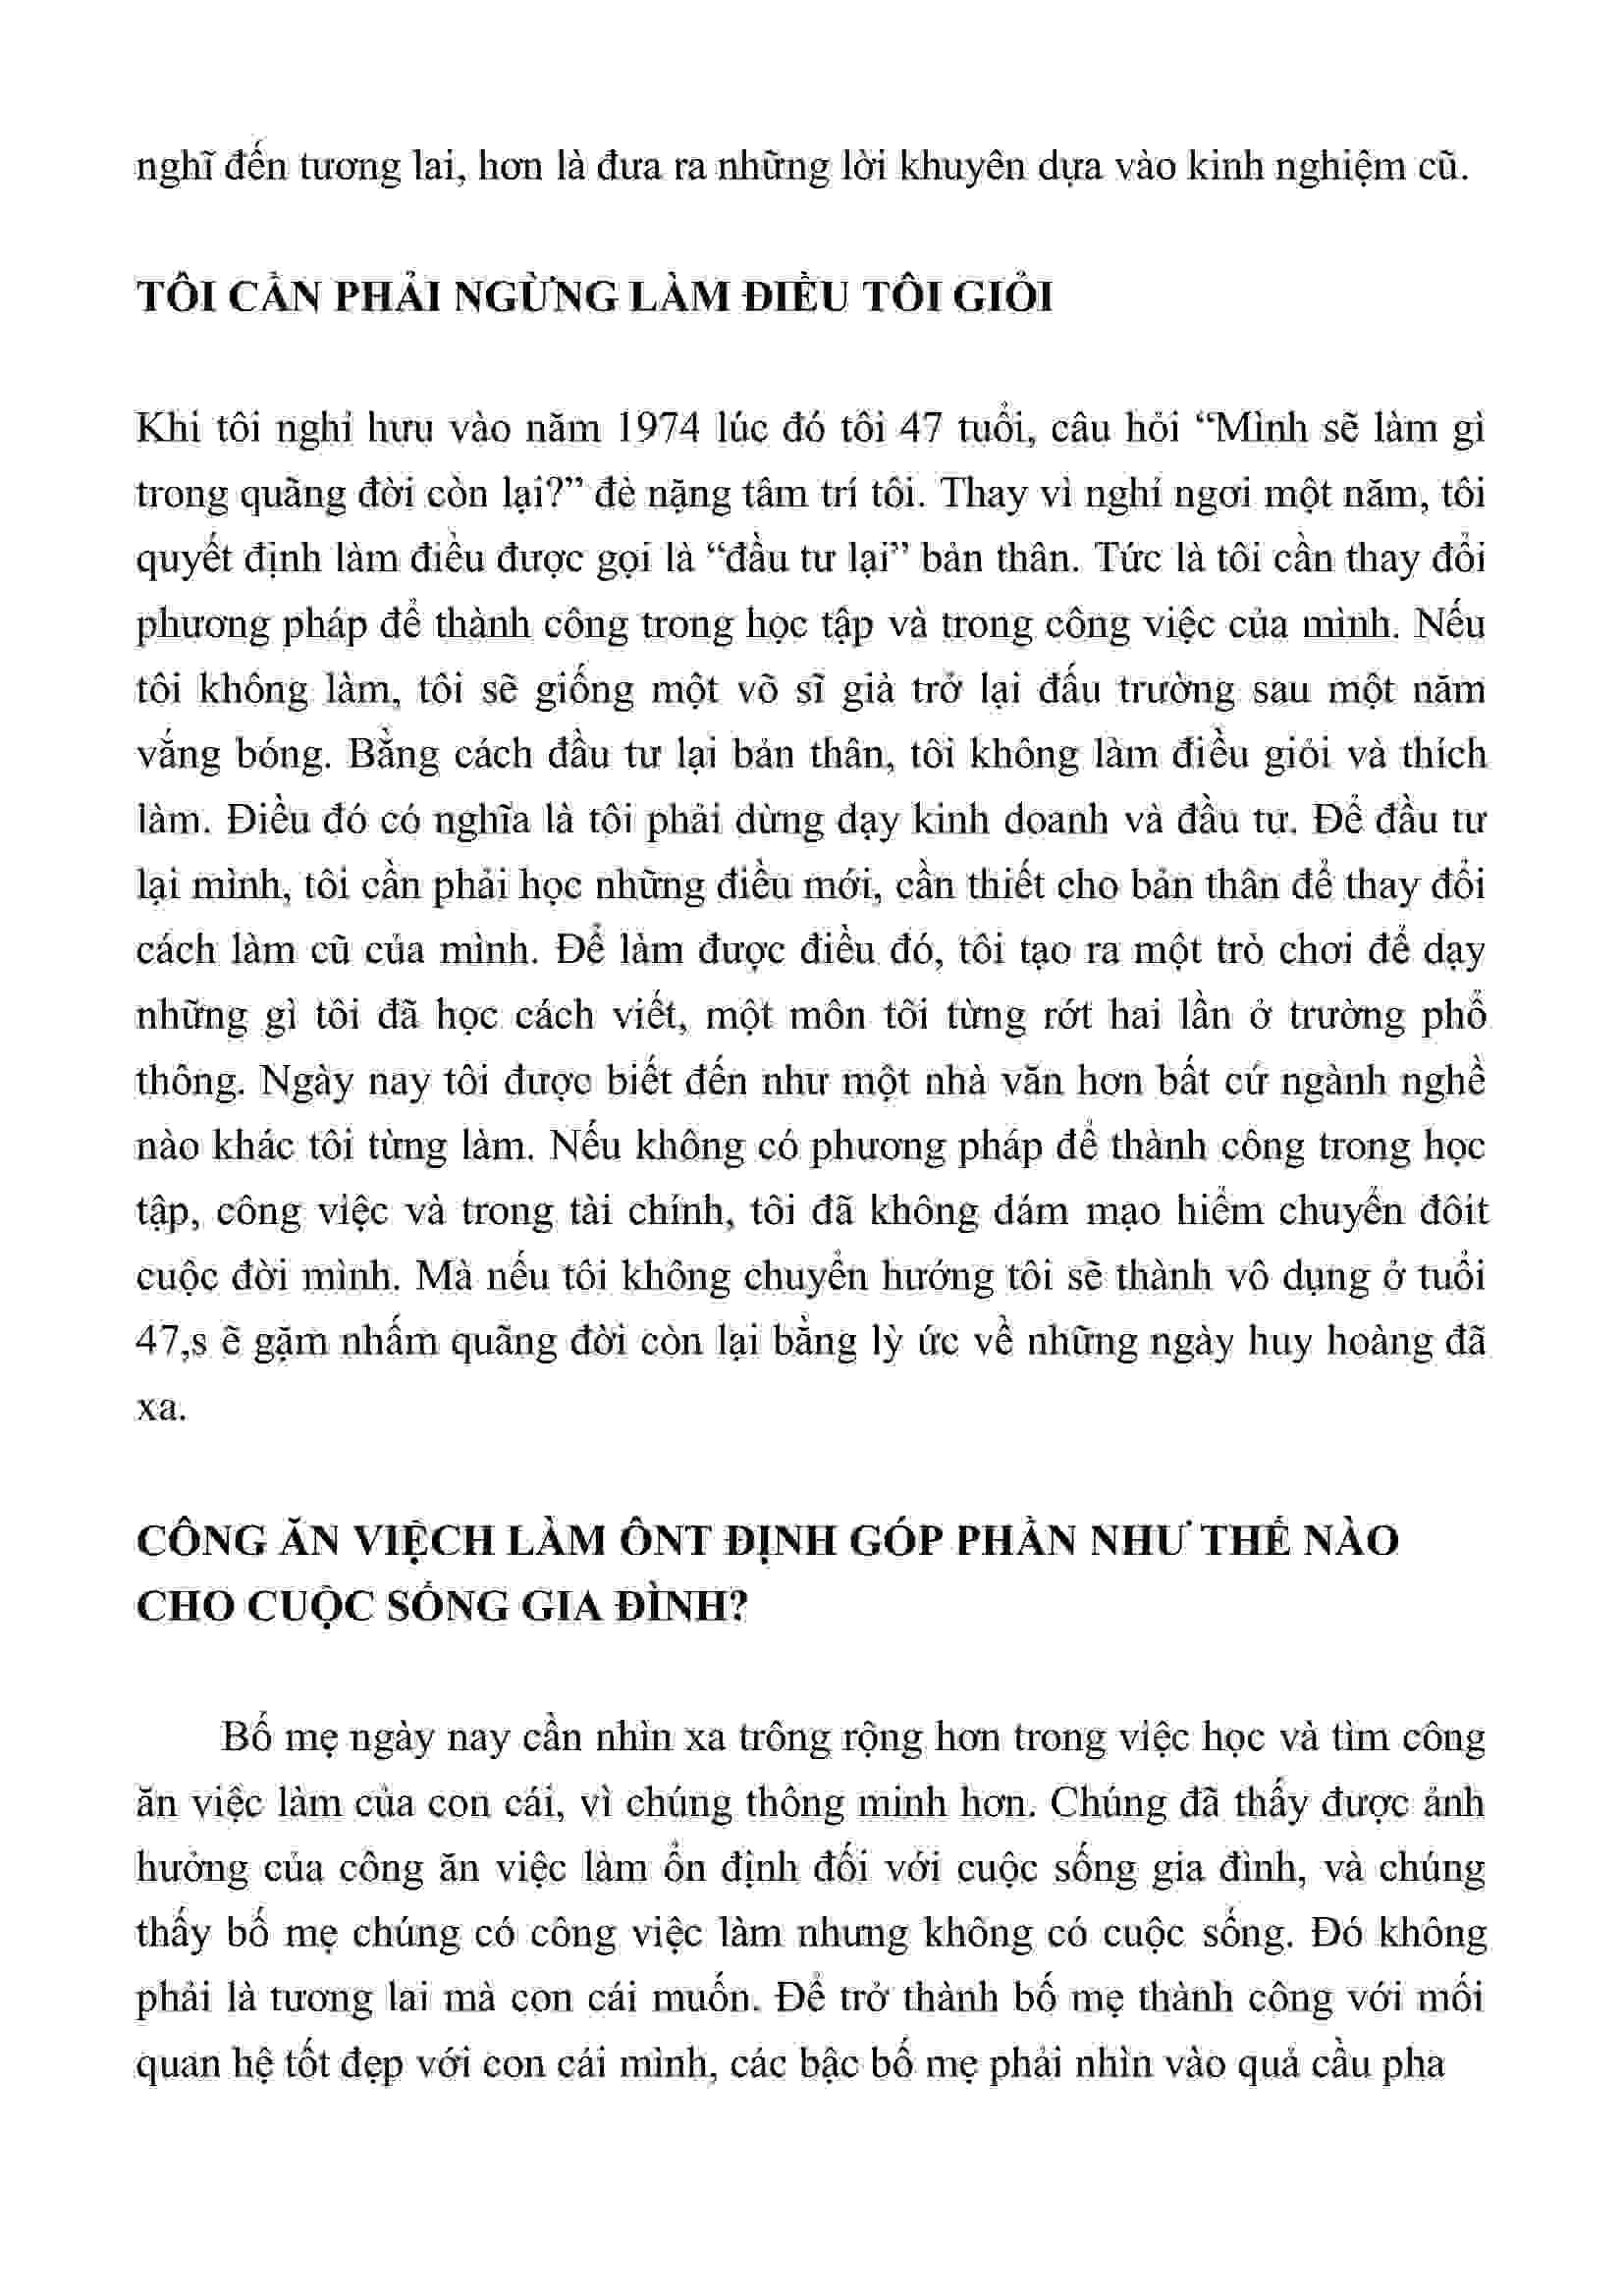 nghĩ đến tương lai, hơn là đưa ra những lời khuyên dựa vào kinh nghiệm cũ.
TÔI CẦN PHẢI NGỪNG LÀM ĐIỀU TÔI GIỎI
Khi tôi nghỉ hưu vào năm 1974 lúc đó tôi 47 tuổi, câu hỏi “Mình sẽ làm gì
trong quãng đời còn lại?” đè nặng tâm trí tôi. Thay vì nghỉ ngơi một năm, tôi
quyết định làm điều được gọi là “đầu tư lại” bản thân. Tức là tôi cần thay đổi
phương pháp để thành công trong học tập và trong công việc của mình. Nếu
tôi không làm, tôi sẽ giống một võ sĩ già trở lại đấu trường sau một năm
vắng bóng. Bằng cách đầu tư lại bản thân, tôi không làm điều giỏi và thích
làm. Điều đó có nghĩa là tôi phải dừng dạy kinh doanh và đầu tư. Để đầu tư
lại mình, tôi cần phải học những điều mới, cần thiết cho bản thân để thay đổi
cách làm cũ của mình. Để làm được điều đó, tôi tạo ra một trò chơi để dạy
những gì tôi đã học cách viết, một môn tôi từng rớt hai lần ở trường phổ
thông. Ngày nay tôi được biết đến như một nhà văn hơn bất cứ ngành nghề
nào khác tôi từng làm. Nếu không có phương pháp để thành công trong học
tập, công việc và trong tài chính, tôi đã không dám mạo hiểm chuyển đôit
cuộc đời mình. Mà nếu tôi không chuyển hướng tôi sẽ thành vô dụng ở tuổi
47,s ẽ gặm nhấm quãng đời còn lại bằng lỳ ức về những ngày huy hoàng đã
xa.
CÔNG ĂN VIỆCH LÀM ÔNT ĐỊNH GÓP PHẦN NHƯ THẾ NÀO
CHO CUỘC SỐNG GIA ĐÌNH?
Bố mẹ ngày nay cần nhìn xa trông rộng hơn trong việc học và tìm công
ăn việc làm của con cái, vì chúng thông minh hơn. Chúng đã thấy được ảnh
hưởng của công ăn việc làm ổn định đối với cuộc sống gia đình, và chúng
thấy bố mẹ chúng có công việc làm nhưng không có cuộc sống. Đó không
phải là tương lai mà con cái muốn. Để trở thành bố mẹ thành công với mối
quan hệ tốt đẹp với con cái mình, các bậc bố mẹ phải nhìn vào quả cầu pha